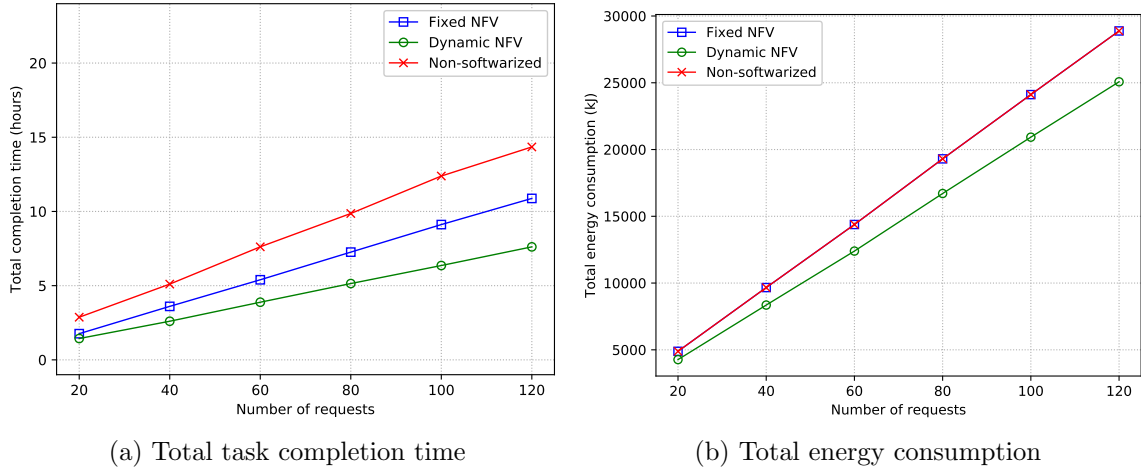 Fixed NFV
Dynamic NFV
Non-softwarized
Total completion time (hours)
20
15
10
5
0
20 40 60 80 100 120
Number of requests
(a) Total task completion time
Fixed NFV
Dynamic NFV
Non-softwarized
Total energy consumption (kJ)
30000
25000
20000
15000
10000
5000
20 40 60 80 100 120
Number of requests
(b) Total energy consumption